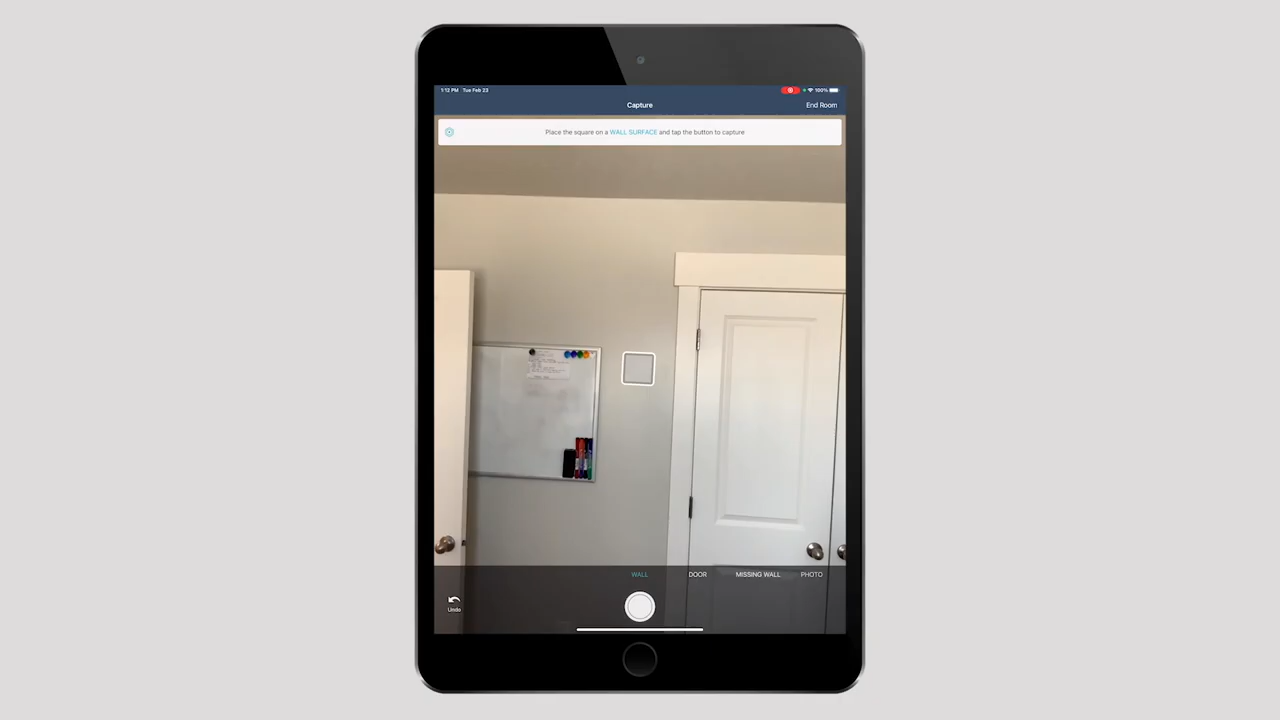 1:12 PM Tue Feb 23
100%
Capture
End Room
Place the square on a WALL SURFACE and tap the button to capture
WALL
DOOR
MISSING WALL
PHOTO
Undo